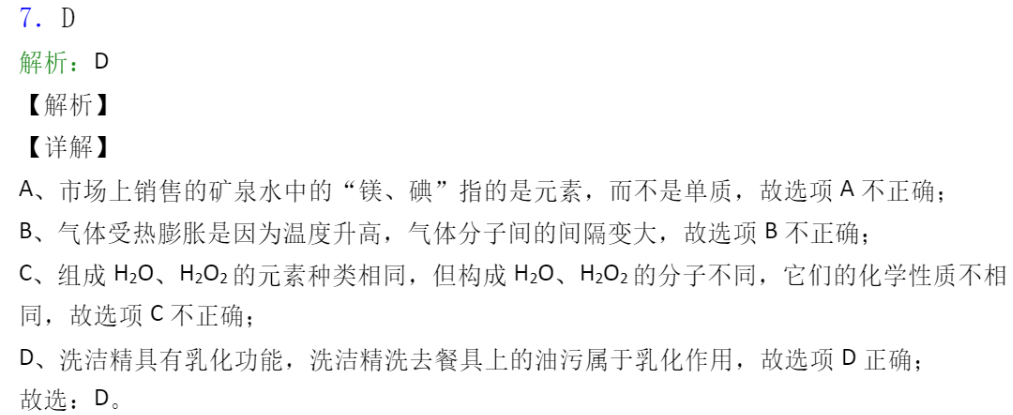 7. D
解析：D
【解析】
【详解】
A、市场上销售的矿泉水中的“镁、碘”指的是元素，而不是单质，故选项 A 不正确；
B、气体受热膨胀是因为温度升高，气体分子间的间隔变大，故选项 B 不正确；
C、组成 H₂O、H₂O₂ 的元素种类相同，但构成 H₂O、H₂O₂ 的分子不同，它们的化学性质不相
同，故选项 C 不正确；
D、洗洁精具有乳化功能，洗洁精洗去餐具上的油污属于乳化作用，故选项 D 正确；
故选：D。